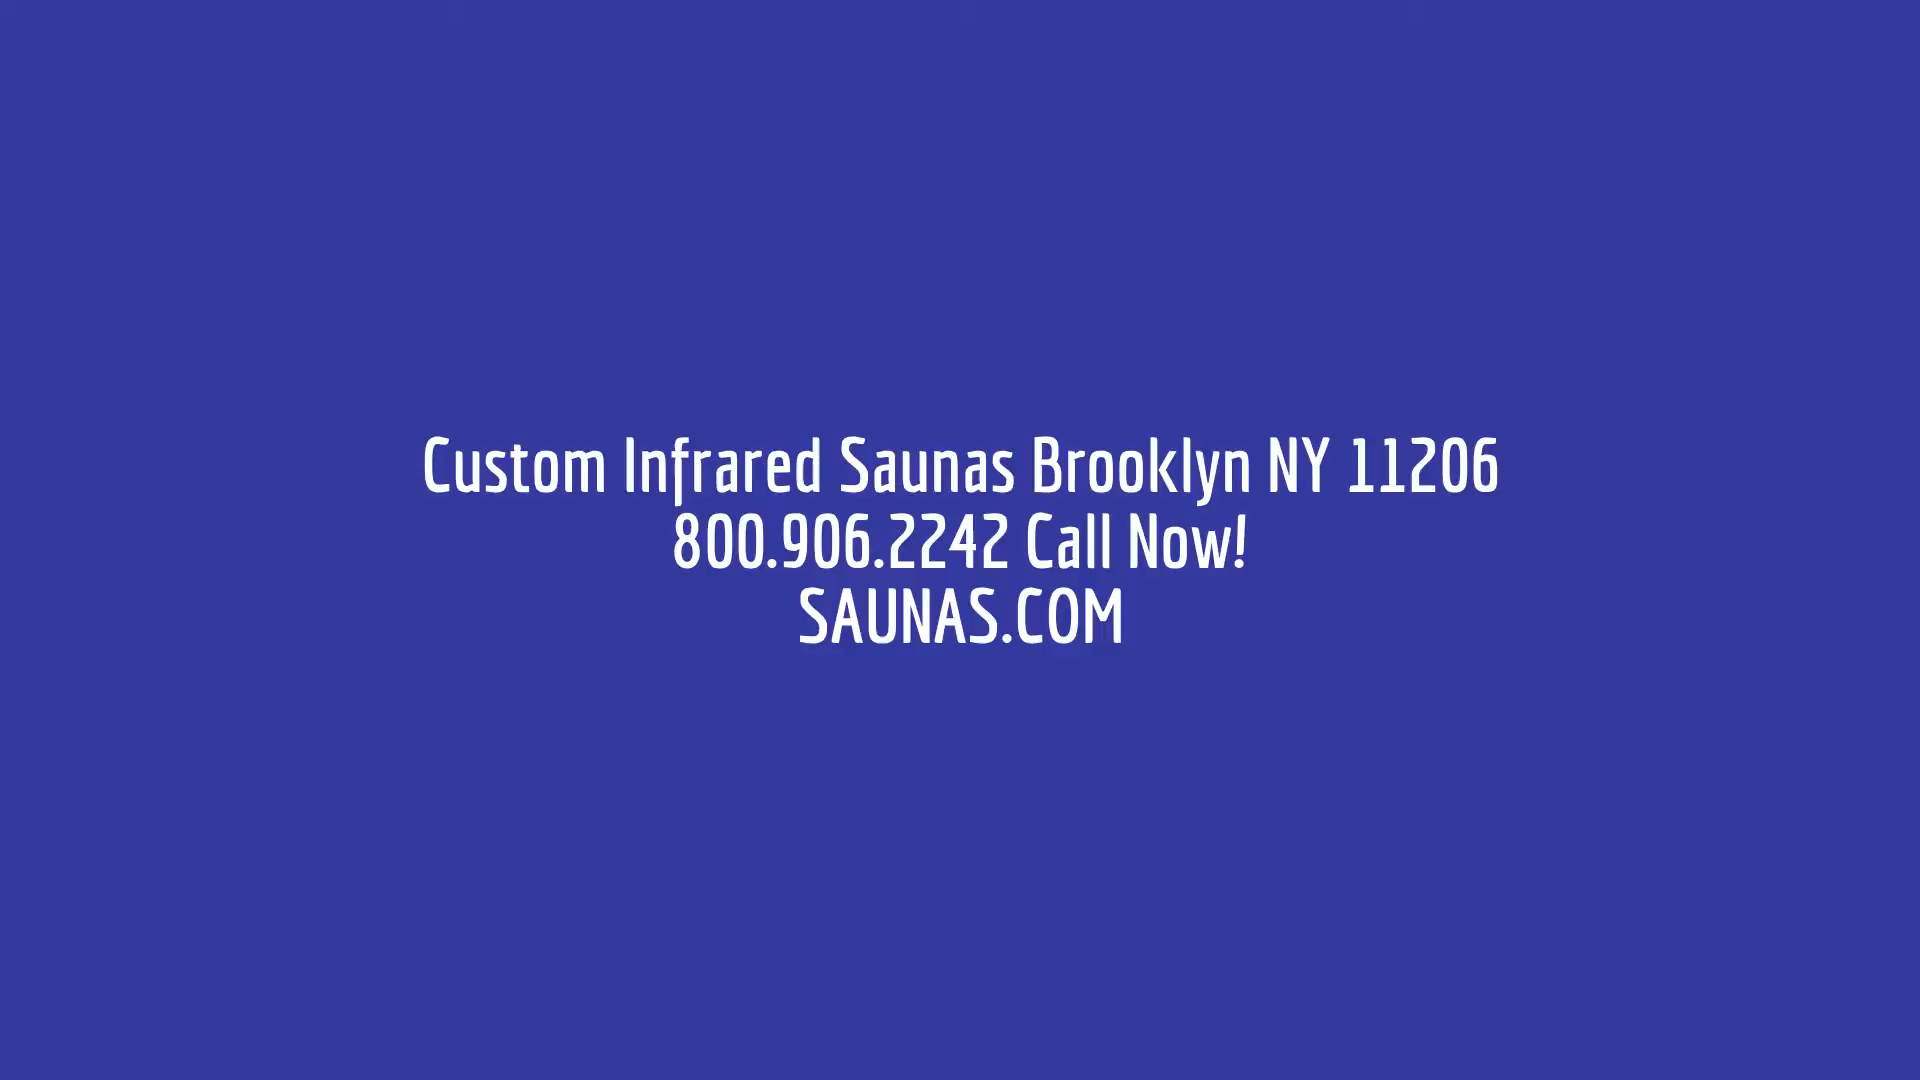 Custom Infrared Saunas Brooklyn NY 11206
800.906.2242 Call Now!
SAUNAS.COM